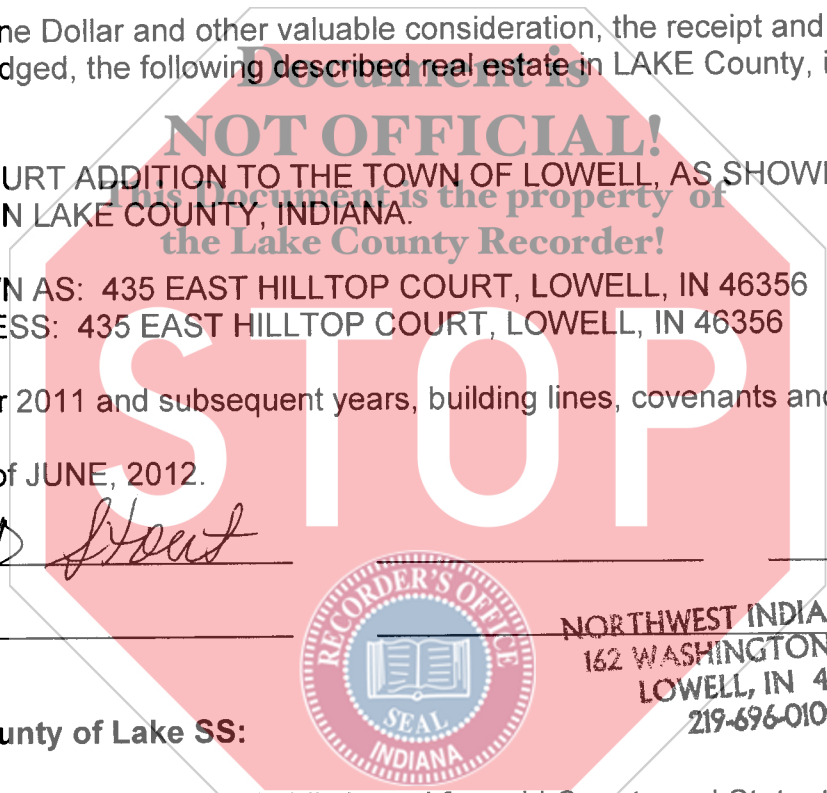 ne Dollar and other valuable consideration, the receipt and
dged, the following described real estate in LAKE County, i
Document is
NOT OFFICIAL!
This Document is the property of
the Lake County Recorder!
STOP
URT ADDITION TO THE TOWN OF LOWELL, AS SHOW
N LAKE COUNTY, INDIANA.
N AS: 435 EAST HILLTOP COURT, LOWELL, IN 46356
ESS: 435 EAST HILLTOP COURT, LOWELL, IN 46356
r 2011 and subsequent years, building lines, covenants and
of JUNE, 2012.
D Stout
RECORDER'S OFFICE
SEAL
INDIANA
NORTHWEST INDIA
162 WASHINGTON
LOWELL, IN 4
219-696-010
unty of Lake SS: